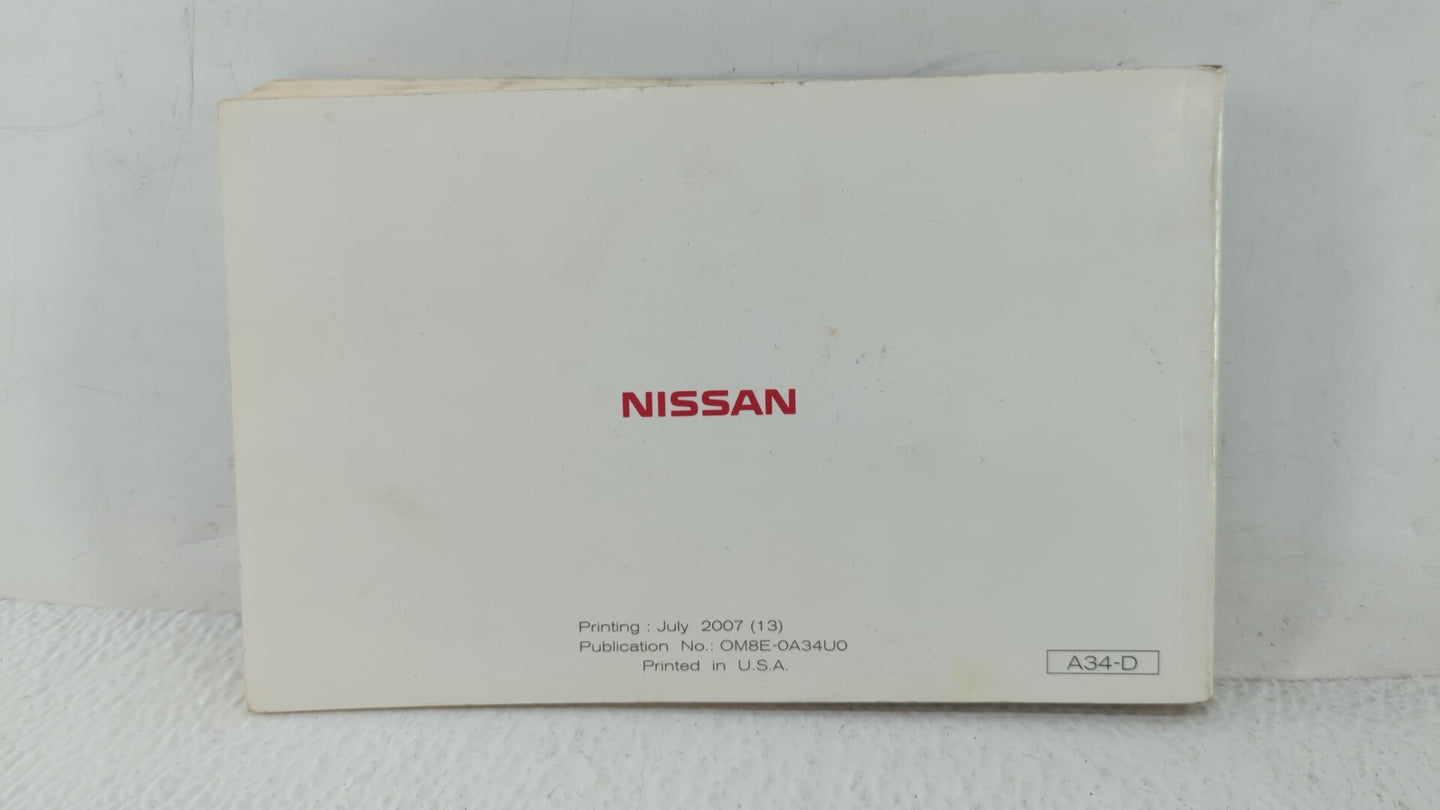 NISSAN
Printing : July 2007 (13)
Publication No.: OM8E-0A34U0
Printed in U.S.A.
A34-D